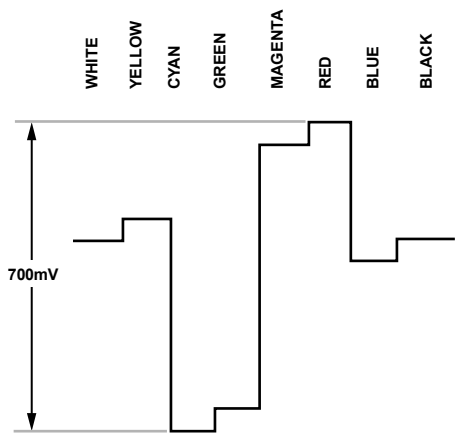 WHITE
YELLOW
CYAN
GREEN
MAGENTA
RED
BLUE
BLACK
700mV